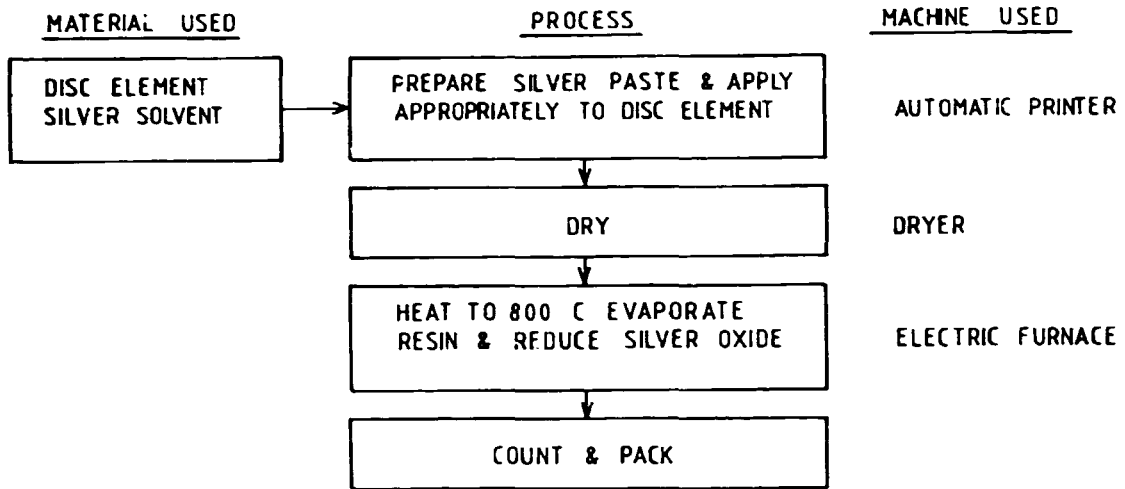 MATERIAL USED
PROCESS
MACHINE USED
DISC ELEMENT
SILVER SOLVENT
PREPARE SILVER PASTE & APPLY
APPROPRIATELY TO DISC ELEMENT
AUTOMATIC PRINTER
DRY
DRYER
HEAT TO 800 C EVAPORATE
RESIN & REDUCE SILVER OXIDE
ELECTRIC FURNACE
COUNT & PACK